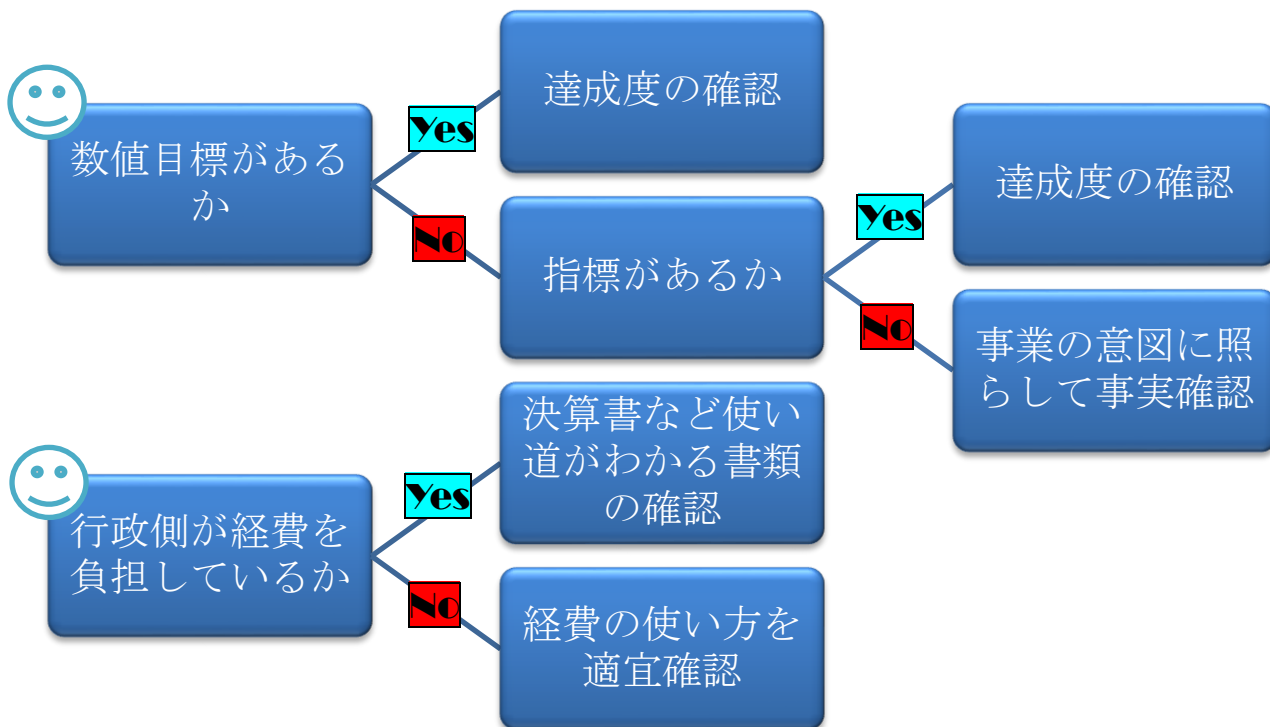 数値目標がある
か
Yes
達成度の確認
No
指標があるか
Yes
達成度の確認
No
事業の意図に照
らして事実確認
行政側が経費を
負担しているか
Yes
決算書など使い
道がわかる書類
の確認
No
経費の使い方を
適宜確認